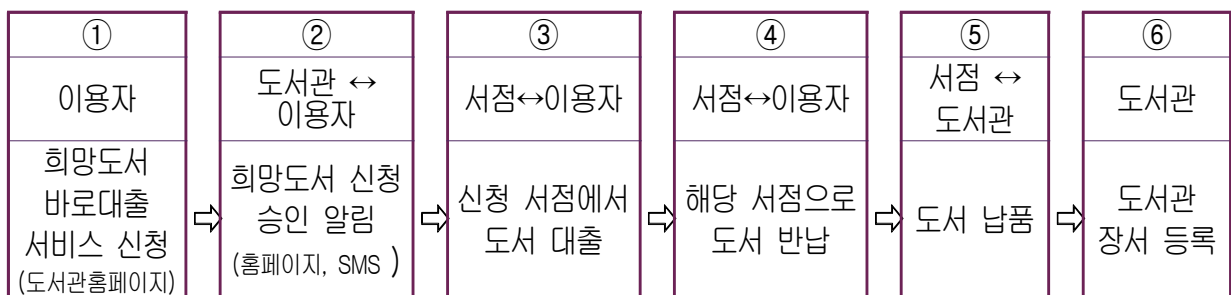 ①
이용자
희망도서
바로대출
서비스 신청
(도서관홈페이지)
⇨
②
도서관 ↔
이용자
희망도서 신청
승인 알림
(홈페이지, SMS )
⇨
③
서점↔이용자
신청 서점에서
도서 대출
⇨
④
서점↔이용자
해당 서점으로
도서 반납
⇨
⑤
서점 ↔
도서관
도서 납품
⇨
⑥
도서관
도서관
장서 등록